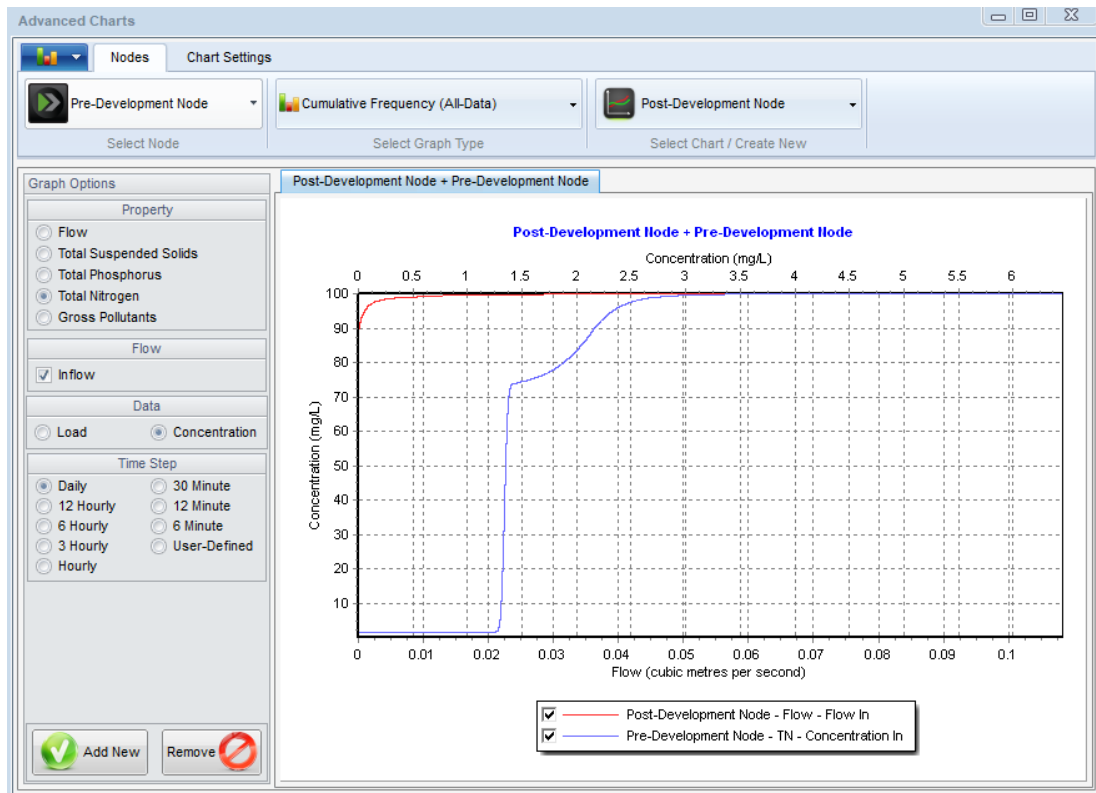 Advanced Charts
Nodes Chart Settings
Pre-Development Node Cumulative Frequency (All-Data) Post-Development Node
Select Node Select Graph Type Select Chart / Create New
Graph Options
Property
Flow
Total Suspended Solids
Total Phosphorus
Total Nitrogen
Gross Pollutants
Flow
Inflow
Data
Load Concentration
Time Step
Daily 30 Minute
12 Hourly 12 Minute
6 Hourly 6 Minute
3 Hourly User-Defined
Hourly
Add New Remove
Post-Development Node + Pre-Development Node
Post-Development Node + Pre-Development Node
Concentration (mg/L)
0 0.5 1 1.5 2 2.5 3 3.5 4 4.5 5 5.5 6
Concentration (mg/L)
100
90
80
70
60
50
40
30
20
10
0 0.01 0.02 0.03 0.04 0.05 0.06 0.07 0.08 0.09 0.1
Flow (cubic metres per second)
Post-Development Node - Flow - Flow In
Pre-Development Node - TN - Concentration In